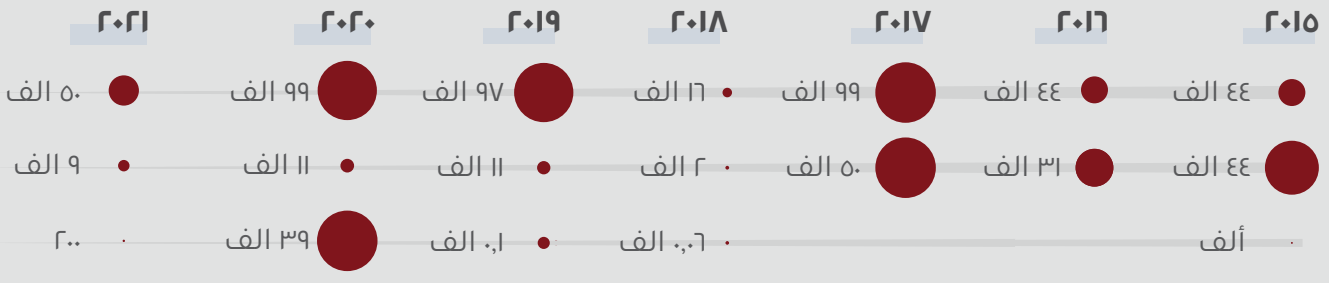 ٢٠١٥ ٢٠١٦ ٢٠١٧ ٢٠١٨ ٢٠١٩ ٢٠٢٠ ٢٠٢١
٤٤ الف ٤٤ الف ٩٩ الف ١٦ الف ٩٧ الف ٩٩ الف ٥٠ الف
٤٤ الف ٣١ الف ٥٠ الف ٢ الف ١١ الف ١١ الف ٩ الف
ألف ٠,٠٦ الف ٠,١ الف ٣٩ الف ٢٠٠